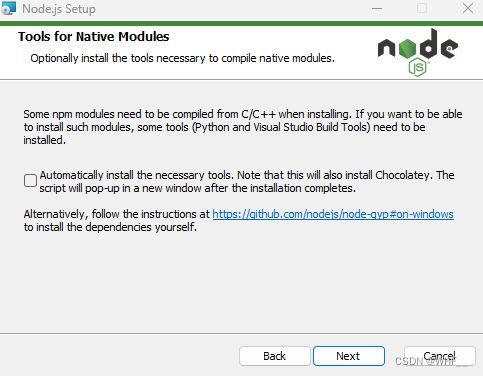 Node.js Setup
Tools for Native Modules
Optionally install the tools necessary to compile native modules.
node
JS
Some npm modules need to be compiled from C/C++ when installing. If you want to be able
to install such modules, some tools (Python and Visual Studio Build Tools) need to be
installed.
Automatically install the necessary tools. Note that this will also install Chocolatey. The
script will pop-up in a new window after the installation completes.
Alternatively, follow the instructions at https://github.com/nodejs/node-gyp#on-windows
to install the dependencies yourself.
Back
Next
Cancel